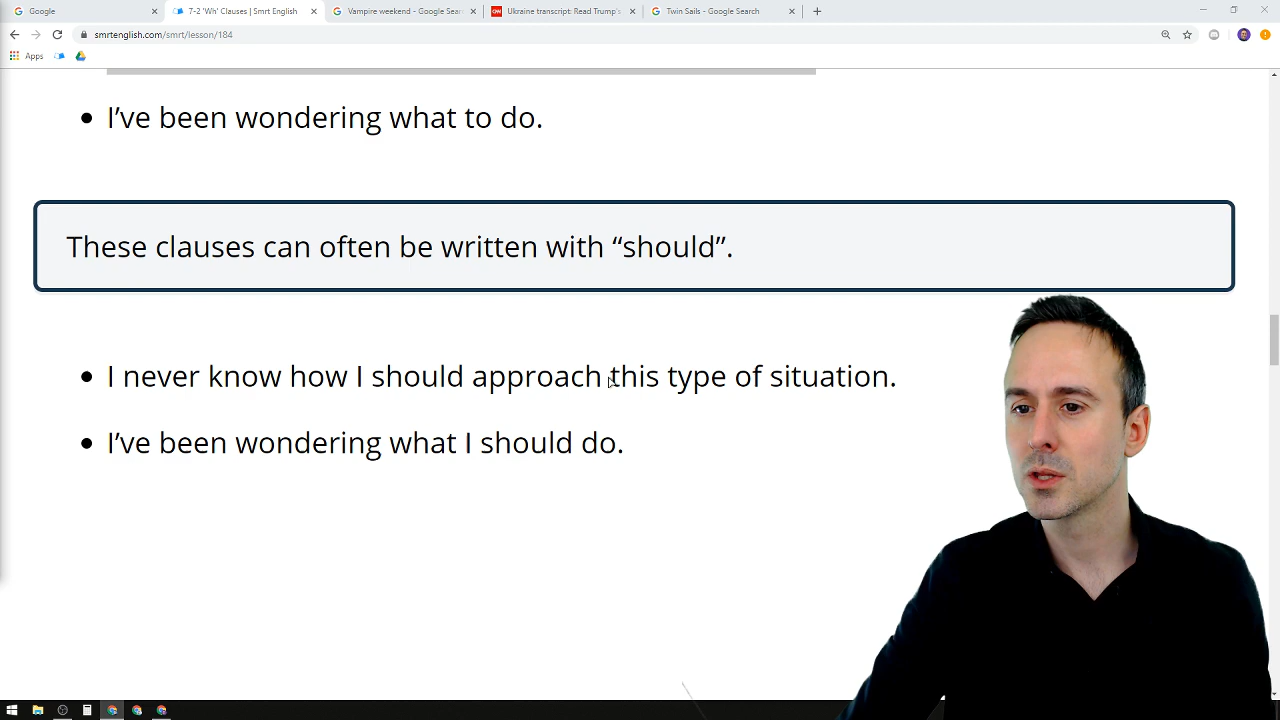 Google
7-2 'Wh' Clauses | Smrt English
Vampire weekend - Google Sear
Ukraine transcript: Read Trump's
Twin Sails - Google Search
smrtenglish.com/smrt/lesson/184
Apps
• I’ve been wondering what to do.
These clauses can often be written with “should”.
• I never know how I should approach this type of situation.
• I’ve been wondering what I should do.